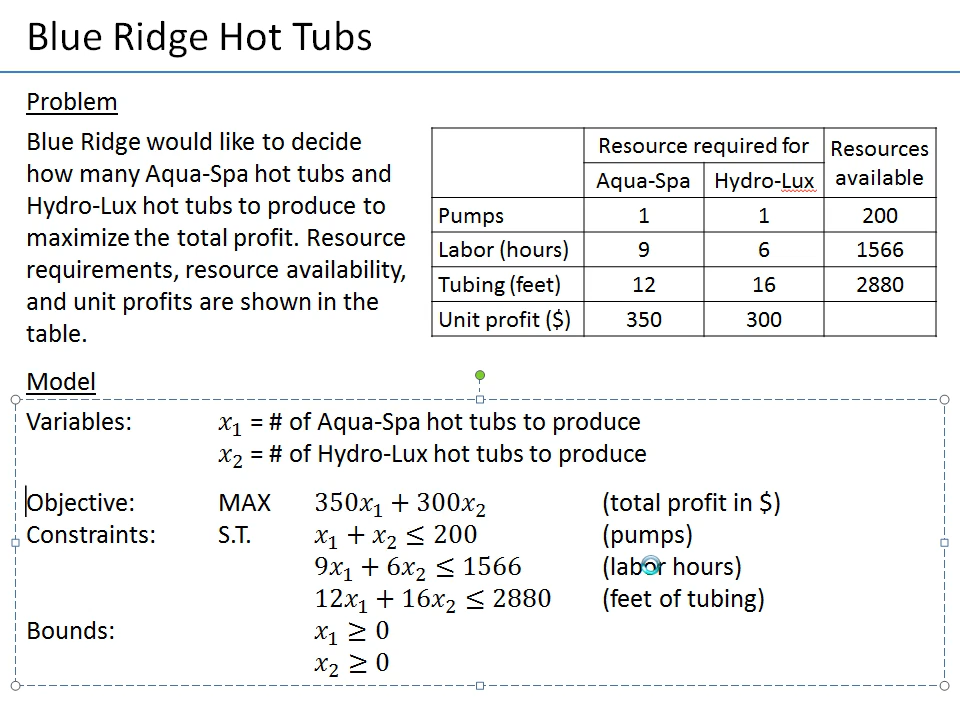 Blue Ridge Hot Tubs
Problem
Blue Ridge would like to decide
how many Aqua-Spa hot tubs and
Hydro-Lux hot tubs to produce to
maximize the total profit. Resource
requirements, resource availability,
and unit profits are shown in the
table.
Resource required for Resources available
Aqua-Spa Hydro-Lux
Pumps 1 1 200
Labor (hours) 9 6 1566
Tubing (feet) 12 16 2880
Unit profit ($) 350 300
Model
Variables: x₁ = # of Aqua-Spa hot tubs to produce
x₂ = # of Hydro-Lux hot tubs to produce
Objective: MAX 350x₁ + 300x₂ (total profit in $)
Constraints: S.T. x₁ + x₂ ≤ 200 (pumps)
9x₁ + 6x₂ ≤ 1566 (labor hours)
12x₁ + 16x₂ ≤ 2880 (feet of tubing)
Bounds: x₁ ≥ 0
x₂ ≥ 0